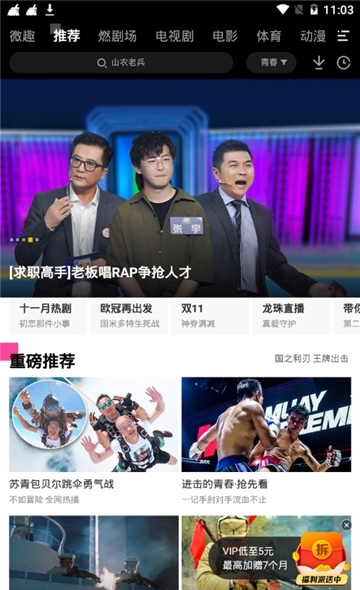 11:03
微趣 推荐 燃剧场 电视剧 电影 体育 动漫
山农老兵 青春
张宇
[求职高手]老板唱RAP争抢人才
十一月热剧 欧冠再出发 双11 龙珠直播 带你
初恋那件小事 国米多特生死战 神券满减 真爱守护 第二
重磅推荐 国之利刃 王牌出击
MUAY
苏青包贝尔跳伞勇气战 进击的青春·抢先看
不如冒险·全网热播 一记手肘对手流血不止
VIP低至5元
最高加赠7个月
拆
福利派送中